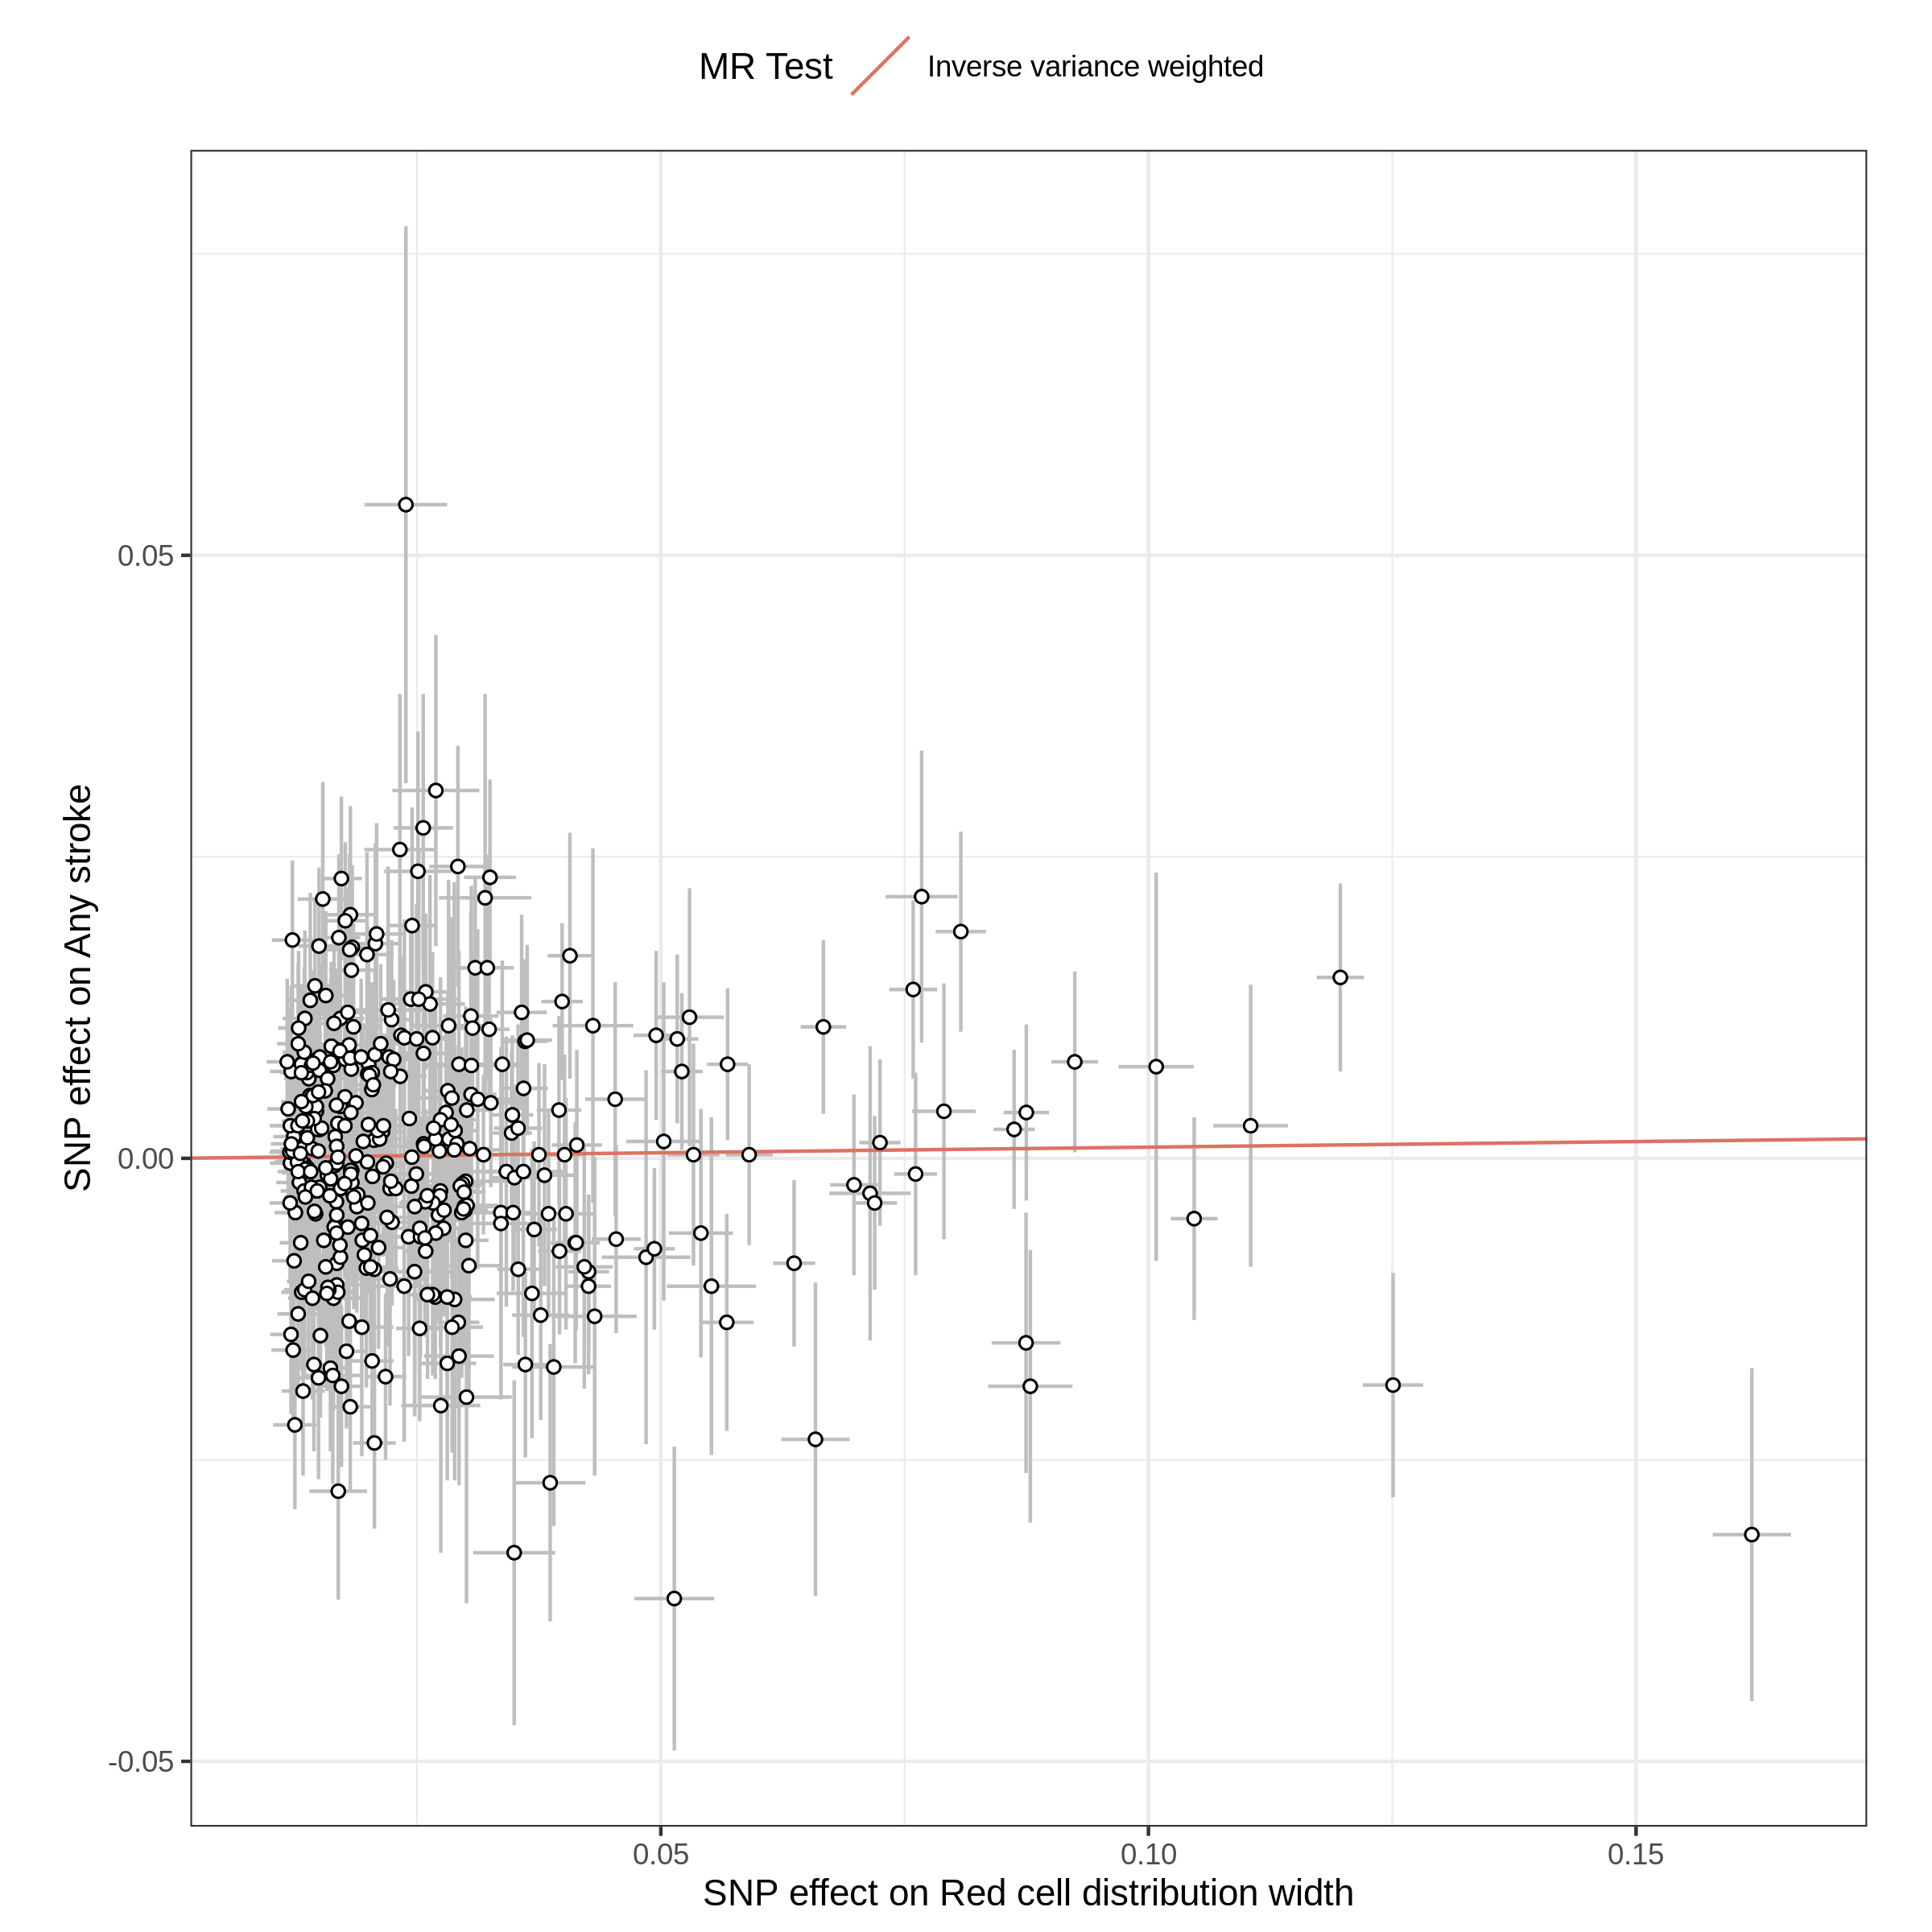 MR Test Inverse variance weighted
SNP effect on Any stroke
0.05
0.00
-0.05
0.05 0.10 0.15
SNP effect on Red cell distribution width